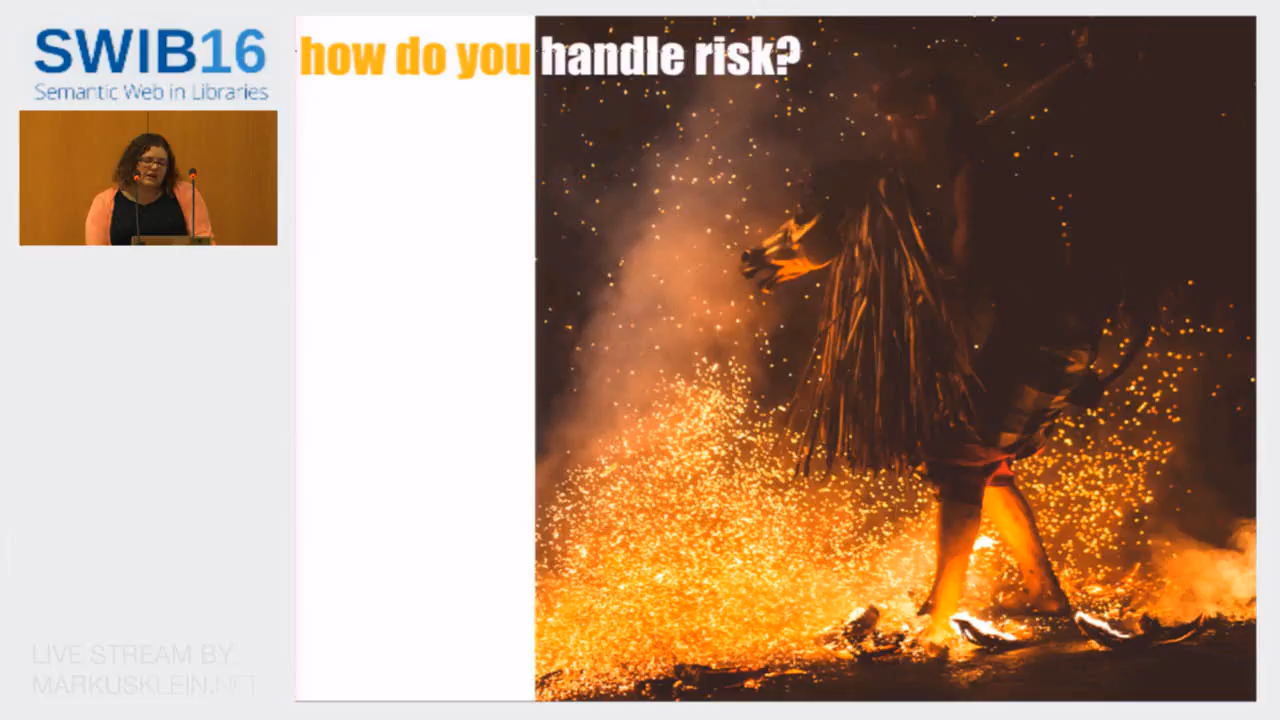 SWIB16
Semantic Web in Libraries
how do you handle risk?
LIVE STREAM BY
MARKUSKLEIN.NET